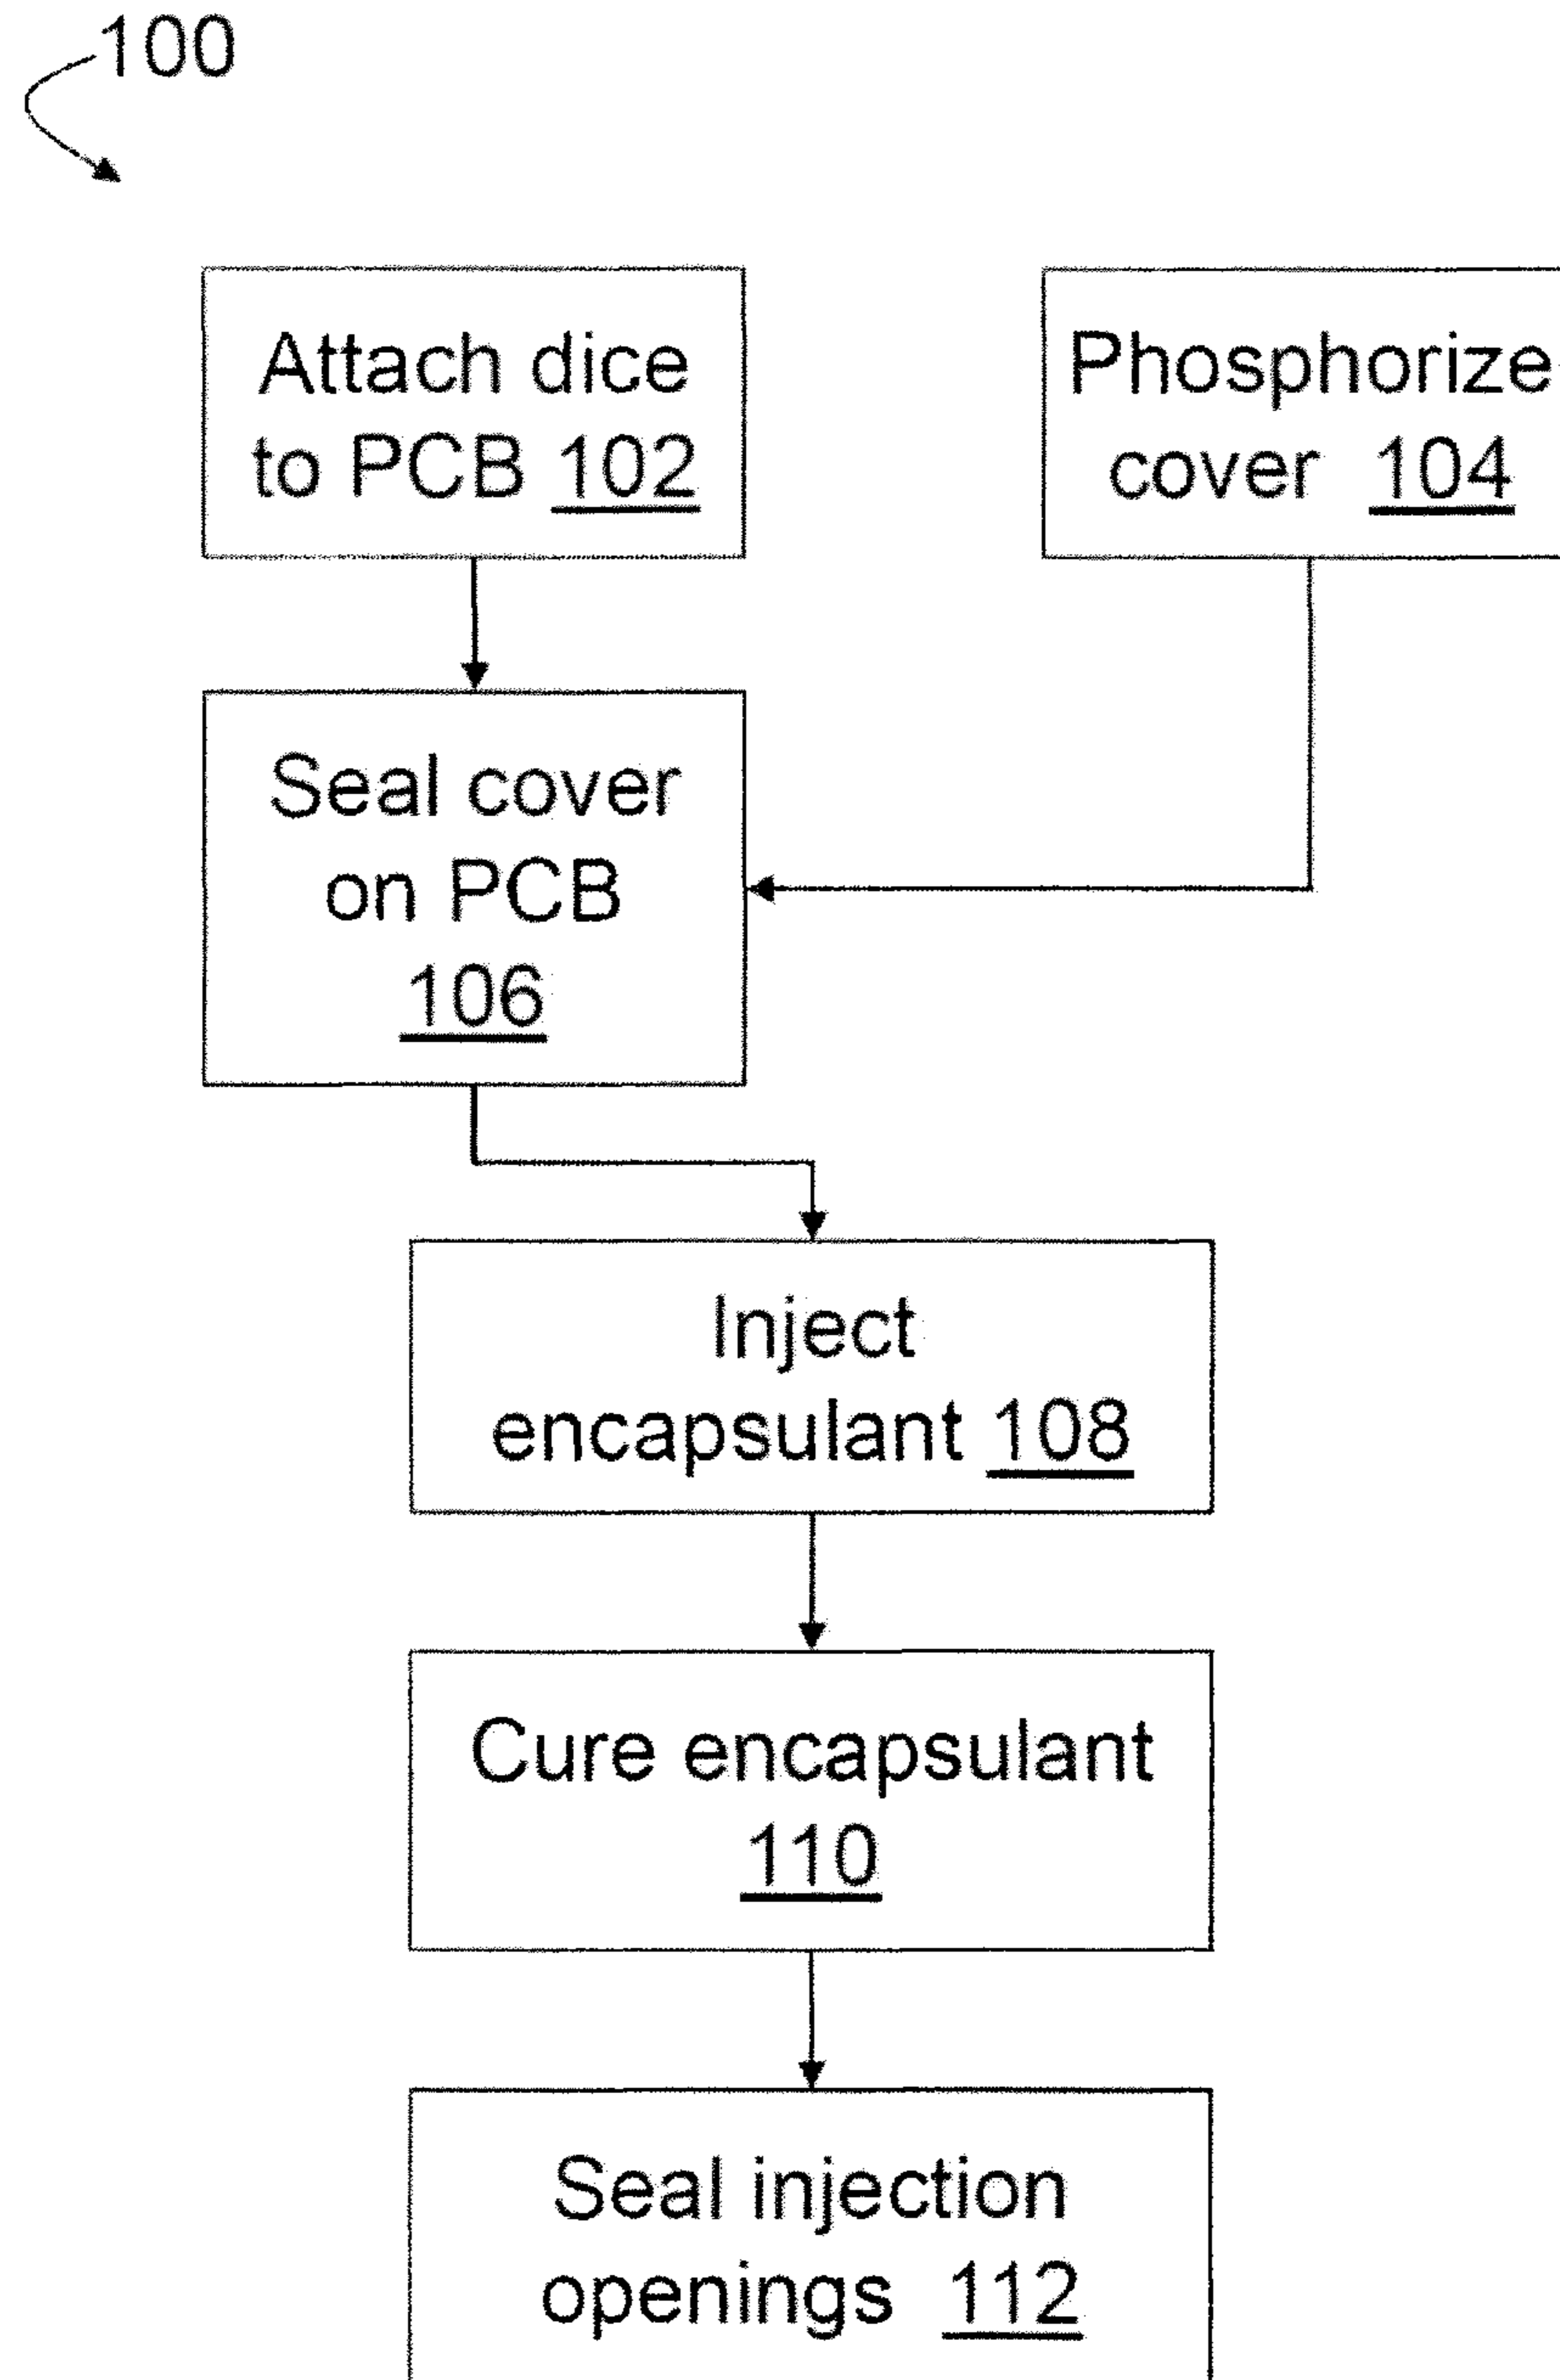 100
Attach dice
to PCB 102
Phosphorize
cover 104
Seal cover
on PCB
106
Inject
encapsulant 108
Cure encapsulant
110
Seal injection
openings 112